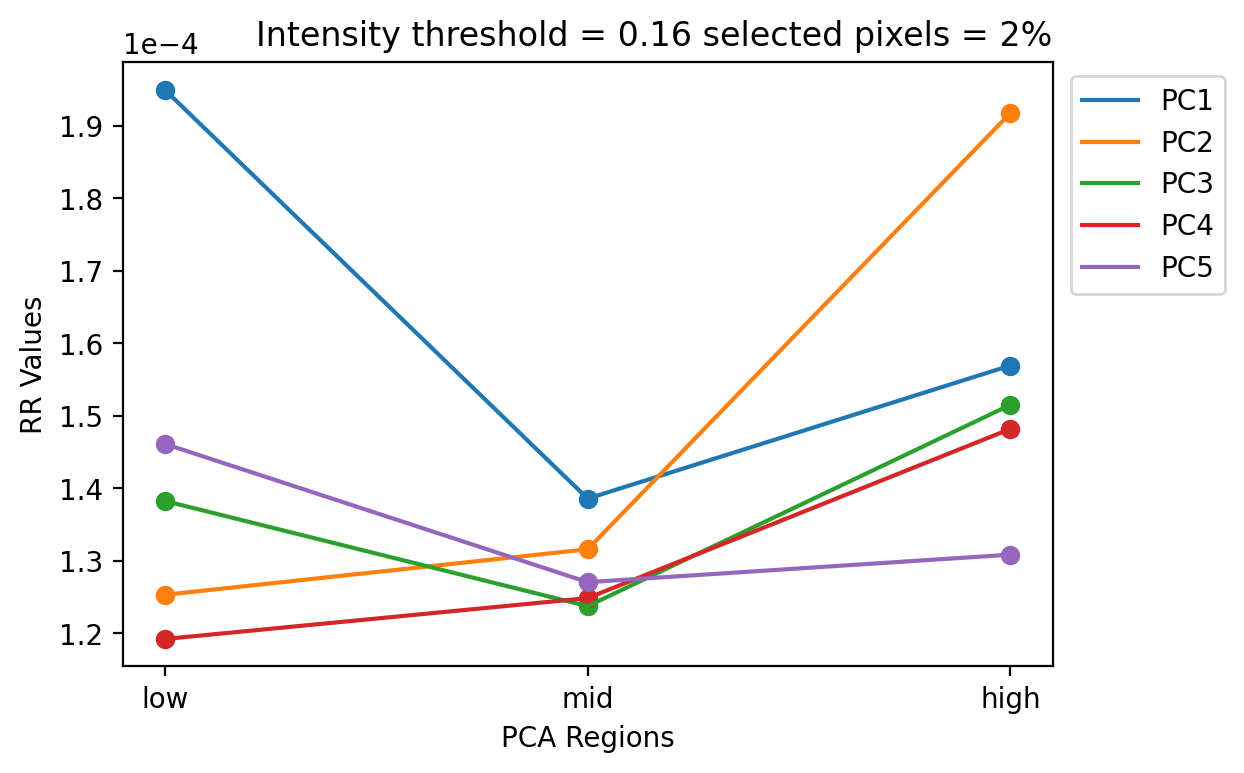 1e−4
Intensity threshold = 0.16 selected pixels = 2%
RR Values
1.9
1.8
1.7
1.6
1.5
1.4
1.3
1.2
low
mid
high
PCA Regions
PC1
PC2
PC3
PC4
PC5